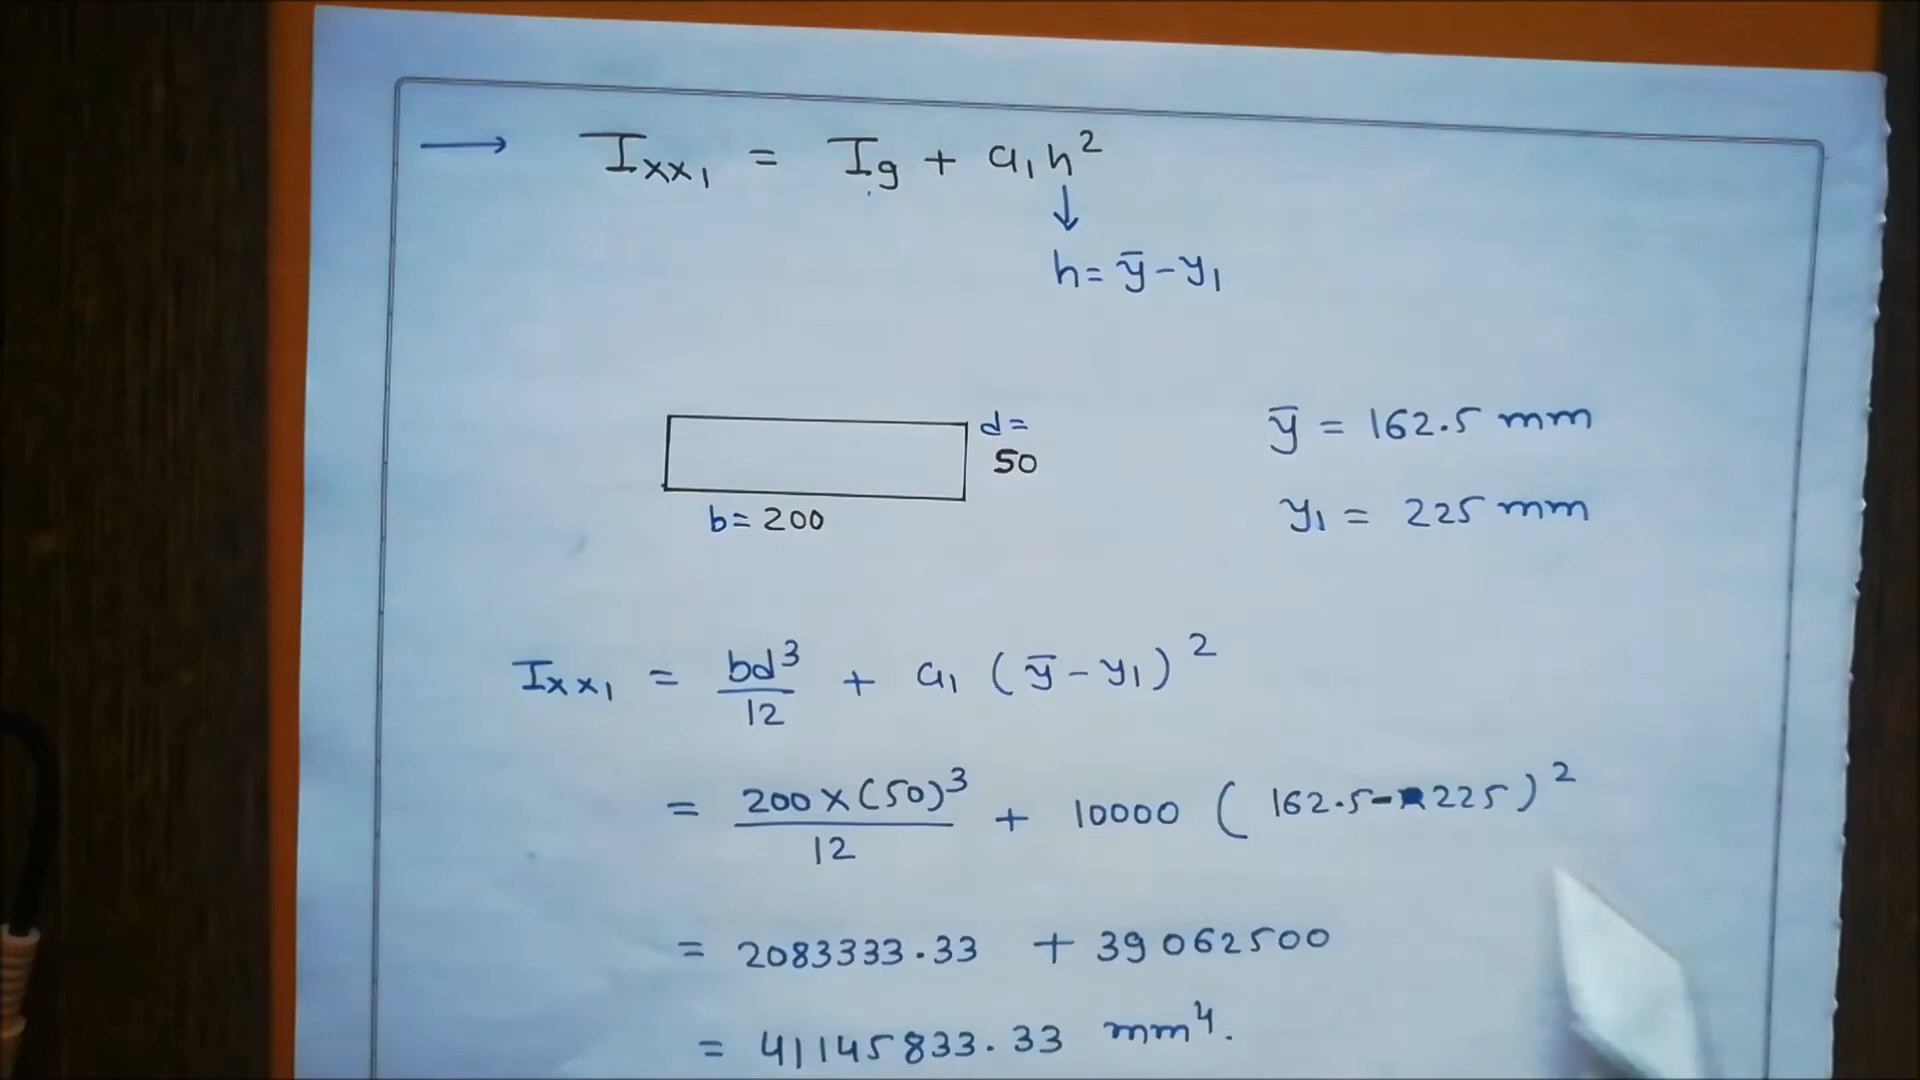 → Ixx₁ = Ig + a₁h²
↓
h = ȳ - y₁
d =
50
b = 200
ȳ = 162.5 mm
y₁ = 225 mm
Ixx₁ = bd³/12 + a₁ (ȳ - y₁)²
= 200 × (50)³/12 + 10000 (162.5 - 225)²
= 2083333.33 + 39062500
= 41145833.33 mm⁴.